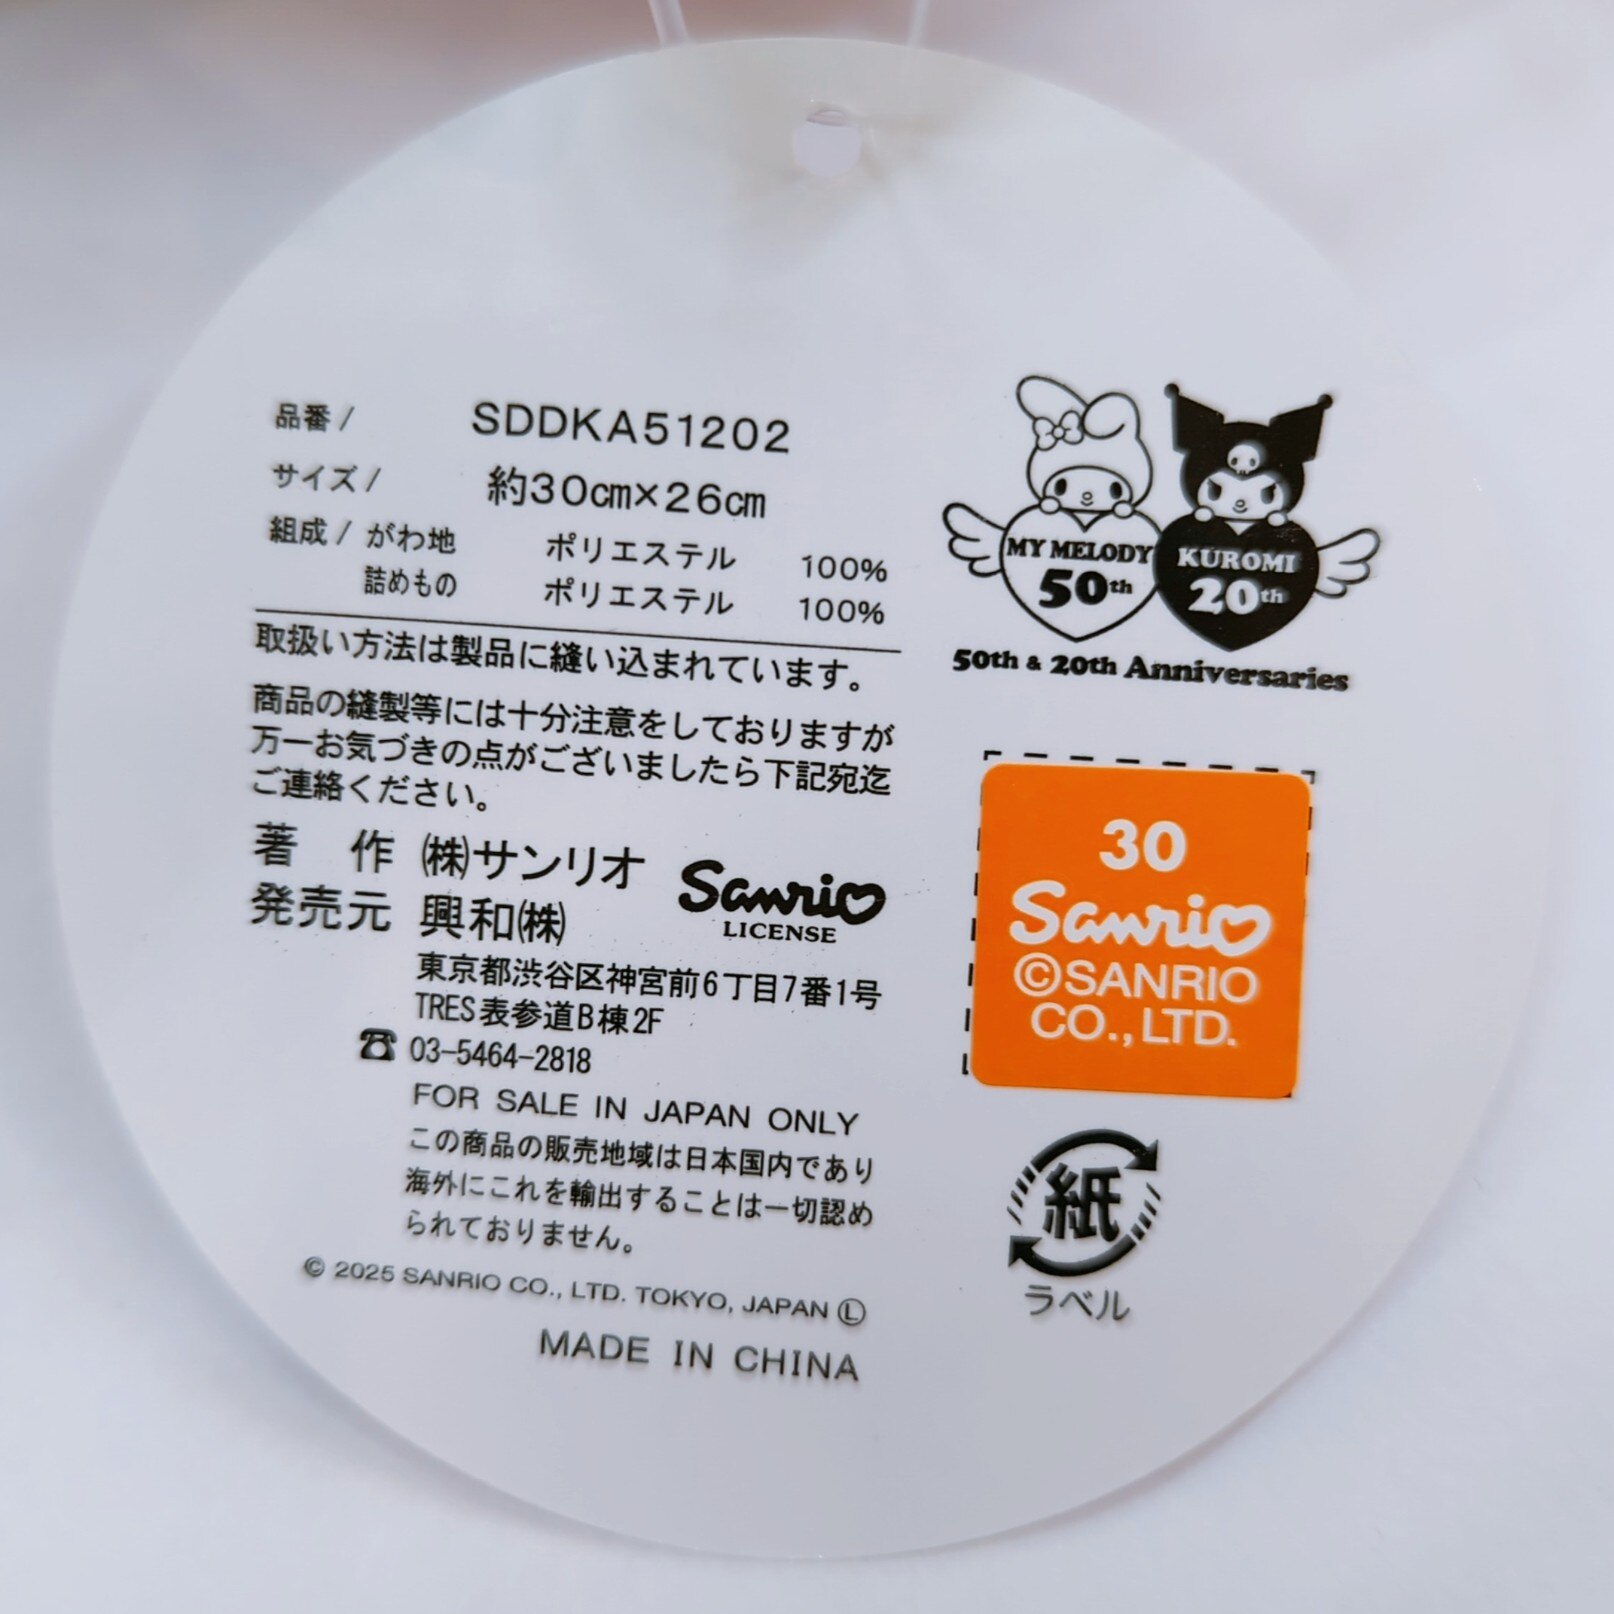 品番/ SDDKA51202
サイズ/ 約30㎝×26㎝
組成/ がわ地 ポリエステル 100%
詰めもの ポリエステル 100%
取扱い方法は製品に縫い込まれています。
商品の縫製等には十分注意をしておりますが
万一お気づきの点がございましたら下記宛迄
ご連絡ください。
著 作 ㈱サンリオ
Sanrio
LICENSE
発売元 興和㈱
東京都渋谷区神宮前6丁目7番1号
TRES表参道B棟2F
☎ 03-5464-2818
FOR SALE IN JAPAN ONLY
この商品の販売地域は日本国内であり
海外にこれを輸出することは一切認め
られておりません。
© 2025 SANRIO CO., LTD. TOKYO, JAPAN Ⓛ
MADE IN CHINA
MY MELODY
50th
KUROMI
20th
50th & 20th Anniversaries
30
Sanrio
©SANRIO
CO., LTD.
紙
ラベル